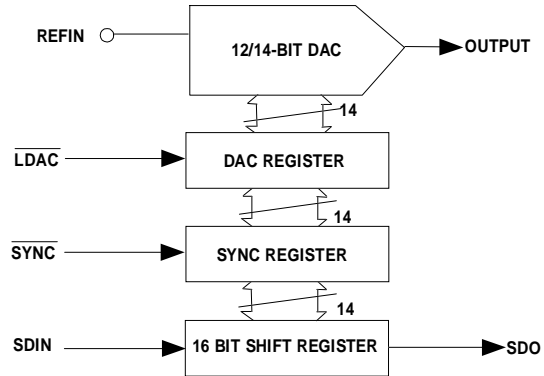 REFIN
12/14-BIT DAC
OUTPUT
14
LDAC
DAC REGISTER
14
SYNC
SYNC REGISTER
14
SDIN
16 BIT SHIFT REGISTER
SDO